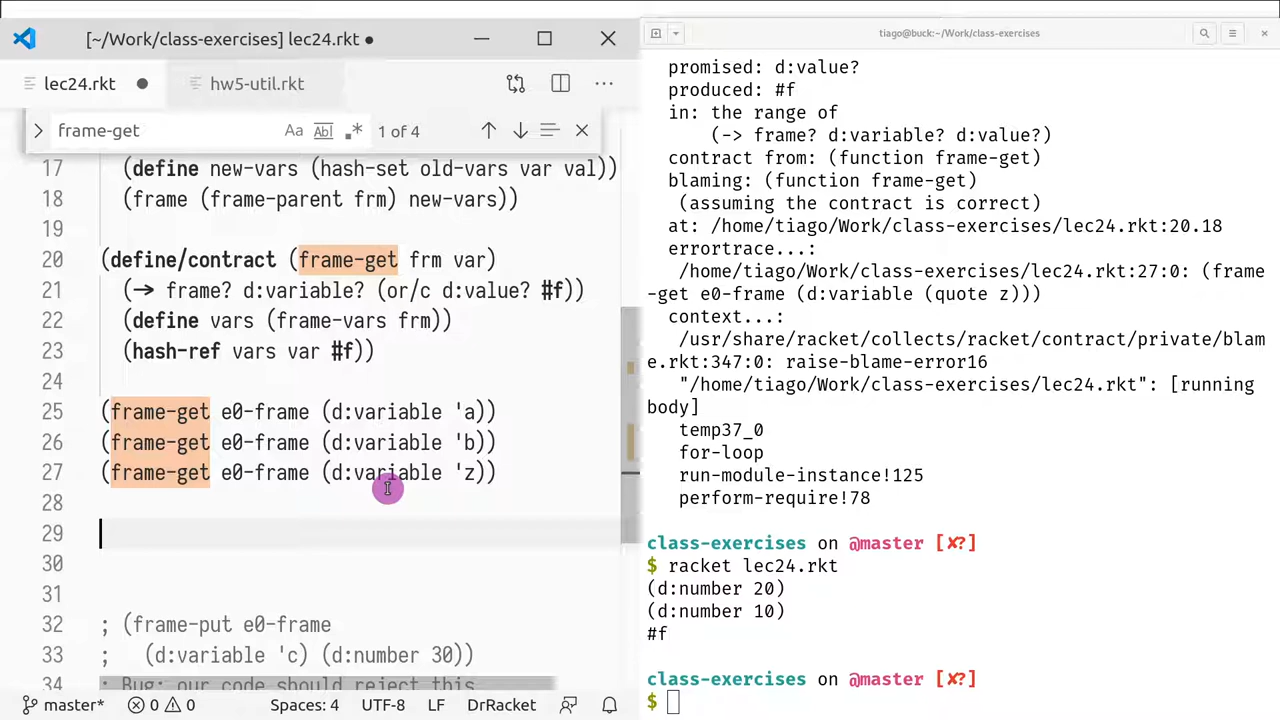 [~/Work/class-exercises] lec24.rkt ●
lec24.rkt ●
hw5-util.rkt
frame-get
Aa Abl .* 1 of 4
17 (define new-vars (hash-set old-vars var val))
18 (frame (frame-parent frm) new-vars))
19
20 (define/contract (frame-get frm var)
21 (→ frame? d:variable? (or/c d:value? #f))
22 (define vars (frame-vars frm))
23 (hash-ref vars var #f))
24
25 (frame-get e0-frame (d:variable 'a))
26 (frame-get e0-frame (d:variable 'b))
27 (frame-get e0-frame (d:variable 'z))
28
29
30
31
32 ; (frame-put e0-frame
33 ;   (d:variable 'c) (d:number 30))
34 ; Bug: our code should reject this
master* 0 0 Spaces: 4 UTF-8 LF DrRacket
tiago@buck:~/Work/class-exercises
promised: d:value?
produced: #f
in: the range of
(-> frame? d:variable? d:value?)
contract from: (function frame-get)
blaming: (function frame-get)
(assuming the contract is correct)
at: /home/tiago/Work/class-exercises/lec24.rkt:20.18
errortrace...:
/home/tiago/Work/class-exercises/lec24.rkt:27:0: (frame
-get e0-frame (d:variable (quote z)))
context...:
/usr/share/racket/collects/racket/contract/private/blam
e.rkt:347:0: raise-blame-error16
"/home/tiago/Work/class-exercises/lec24.rkt": [running
body]
temp37_0
for-loop
run-module-instance!125
perform-require!78
class-exercises on @master [✘?]
$ racket lec24.rkt
(d:number 20)
(d:number 10)
#f
class-exercises on @master [✘?]
$